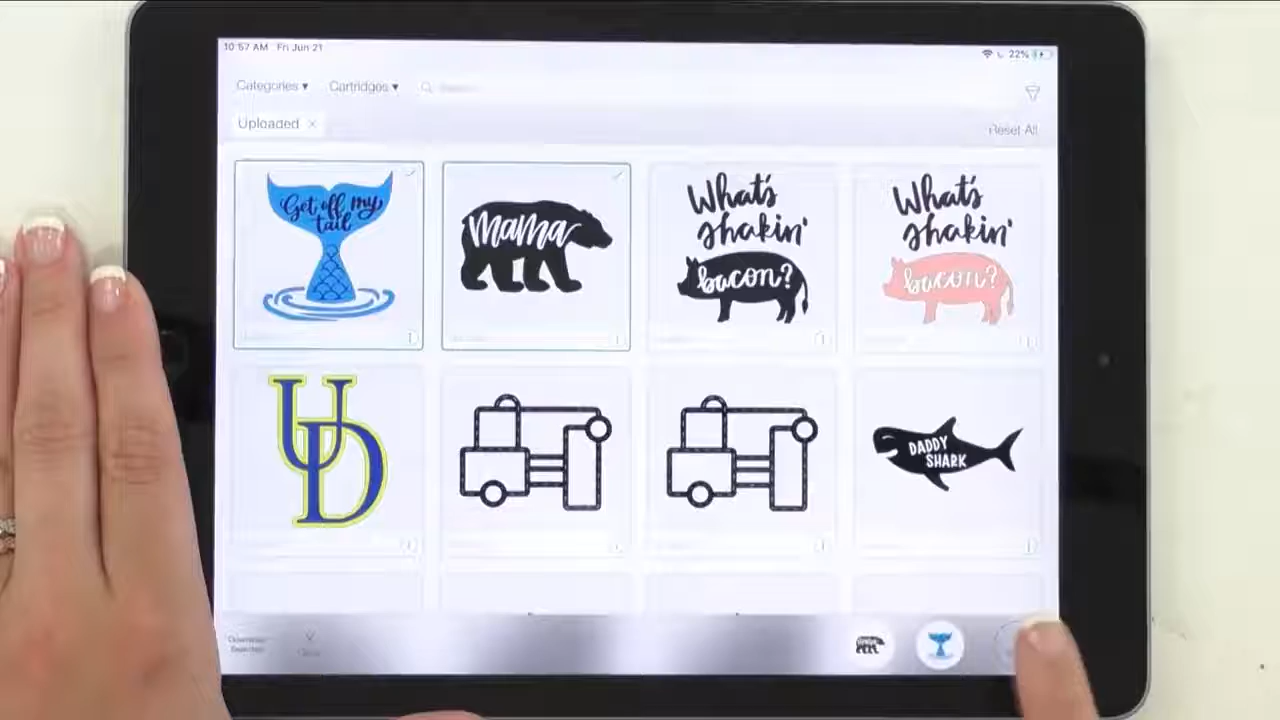 10:57 AM Fri Jun 21
22%
Categories ▾ Cartridges ▾
Uploaded ×
Reset All
Get off my
tail
mama
What's
shakin'
bacon?
What's
shakin'
bacon?
UD
DADDY
SHARK